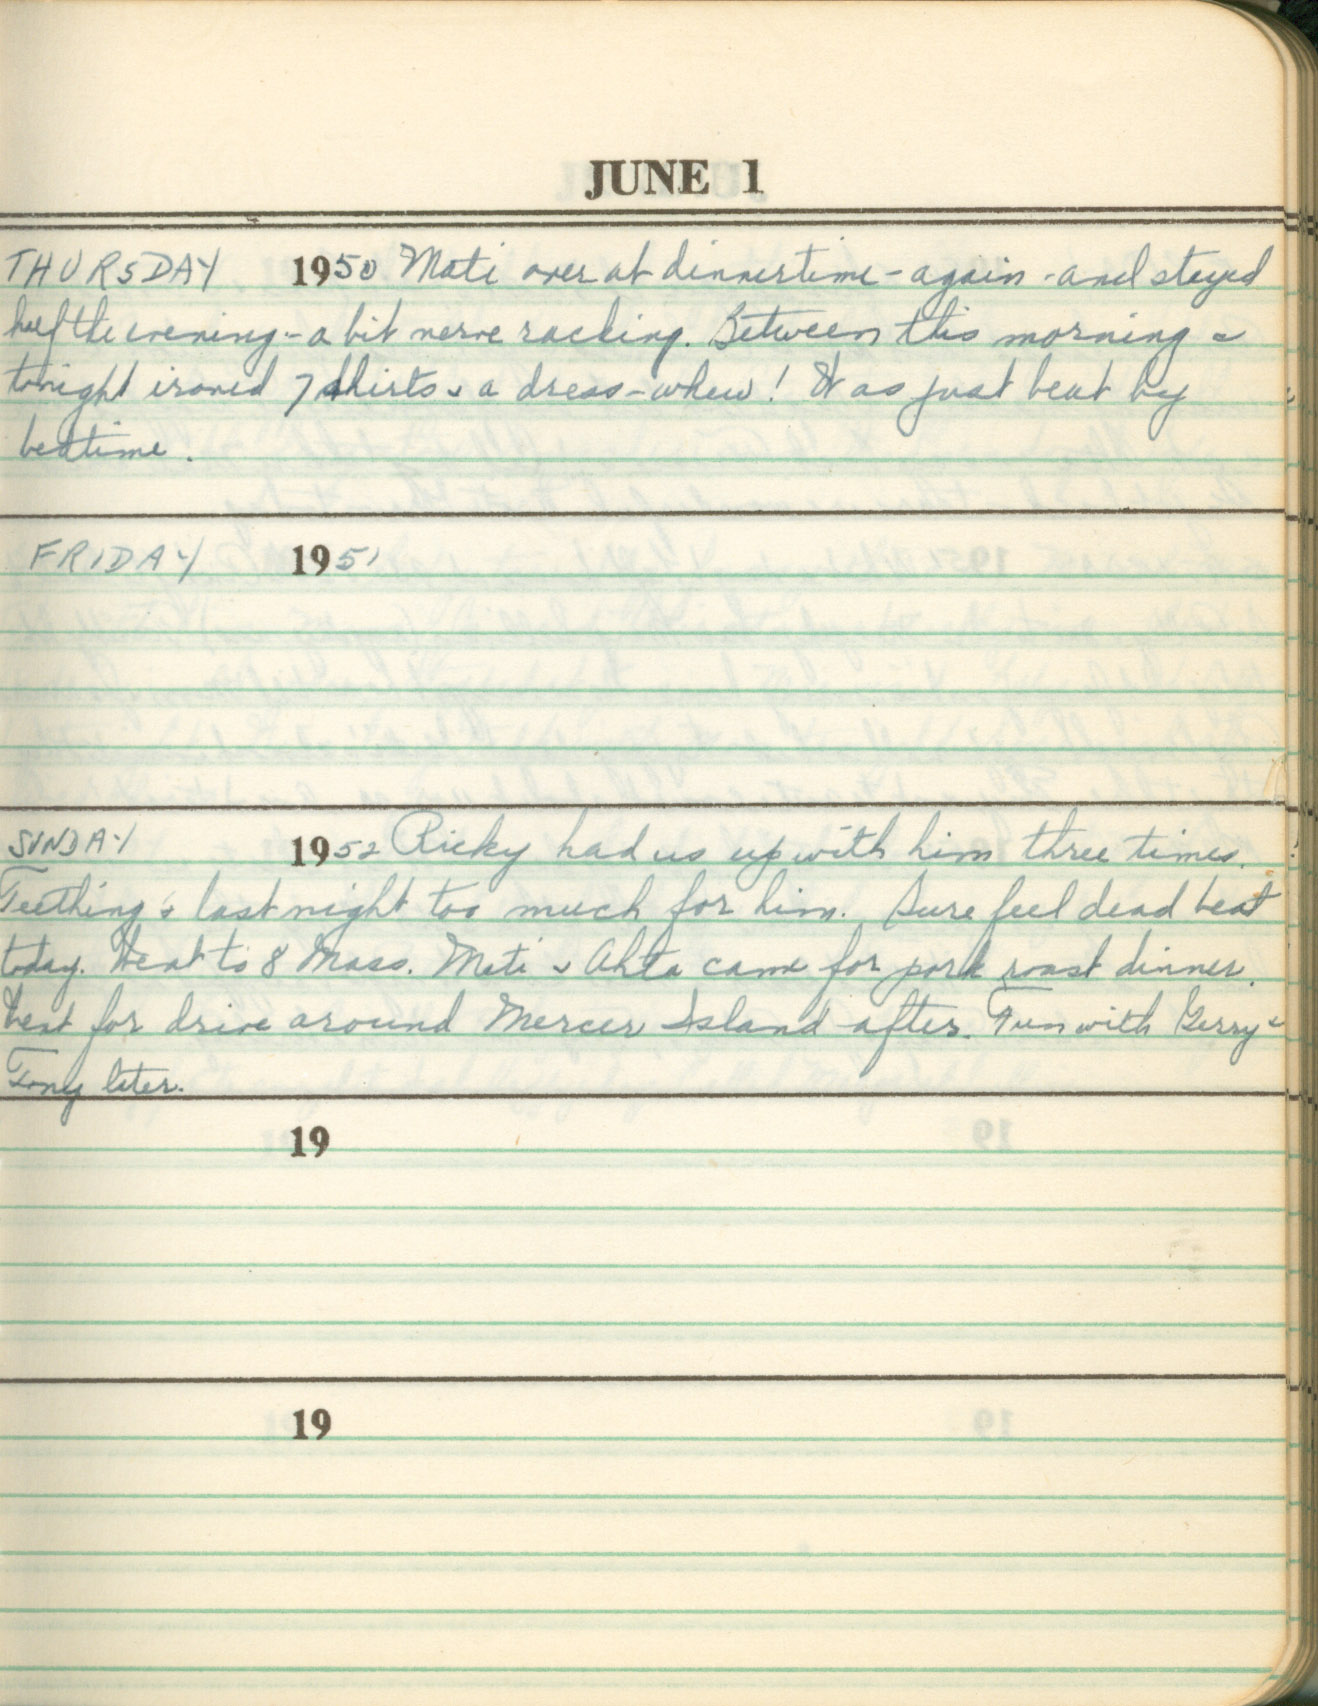 JUNE 1
THURSDAY 1950 Mati over at dinnertime - again - and stayed
half the evening - a bit nerve racking. Between this morning &
tonight ironed 7 shirts & a dress - whew! Was just beat by
bedtime.
FRIDAY 1951
SUNDAY 1952 Ricky had us up with him three times.
Teething & last night too much for him. Sure feel dead beat
today. Went to 8 Mass. Mati & Ahta came for pork roast dinner.
Went for drive around Mercer Island after. Fun with Gerry &
Tony later.
19
19